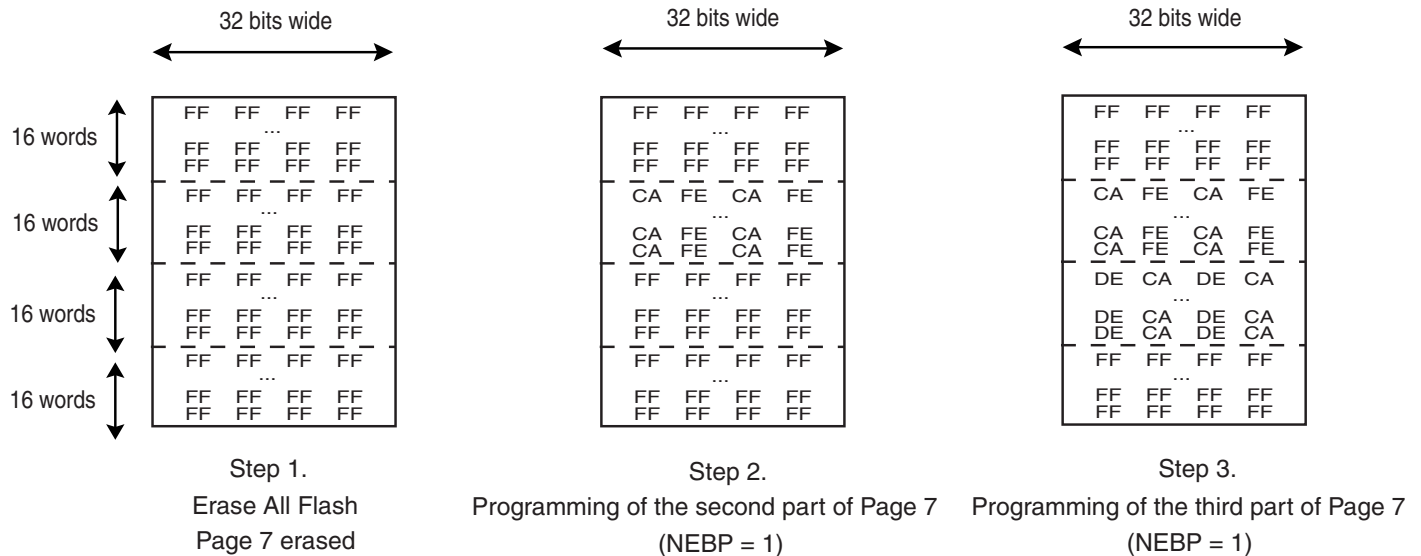 32 bits wide 32 bits wide 32 bits wide
16 words FF FF FF FF FF FF FF FF FF FF FF FF
... ... ...
FF FF FF FF FF FF FF FF FF FF FF FF
FF FF FF FF FF FF FF FF FF FF FF FF
16 words FF FF FF FF CA FE CA FE CA FE CA FE
... ... ...
FF FF FF FF CA FE CA FE CA FE CA FE
FF FF FF FF CA FE CA FE CA FE CA FE
16 words FF FF FF FF FF FF FF FF DE CA DE CA
... ... ...
FF FF FF FF FF FF FF FF DE CA DE CA
FF FF FF FF FF FF FF FF DE CA DE CA
16 words FF FF FF FF FF FF FF FF FF FF FF FF
... ... ...
FF FF FF FF FF FF FF FF FF FF FF FF
FF FF FF FF FF FF FF FF FF FF FF FF
Step 1. Step 2. Step 3.
Erase All Flash Programming of the second part of Page 7 Programming of the third part of Page 7
Page 7 erased (NEBP = 1) (NEBP = 1)